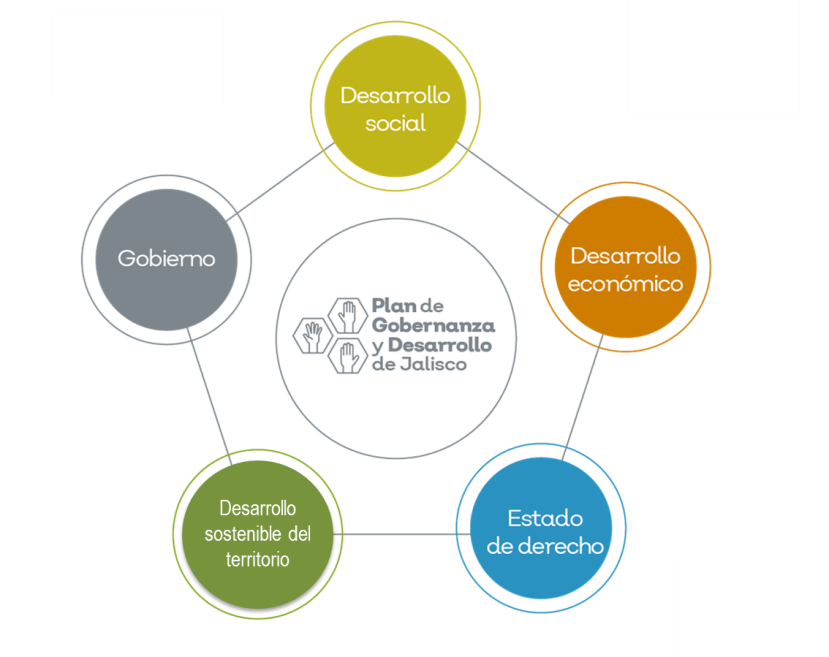 Desarrollo
social
Gobierno
Desarrollo
económico
Plan de
Gobernanza
y Desarrollo
de Jalisco
Desarrollo
sostenible del
territorio
Estado
de derecho